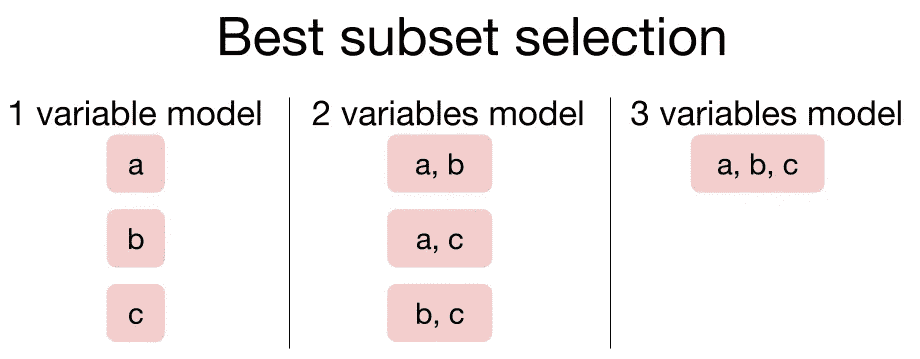 Best subset selection
1 variable model
a
b
c
2 variables model
a, b
a, c
b, c
3 variables model
a, b, c